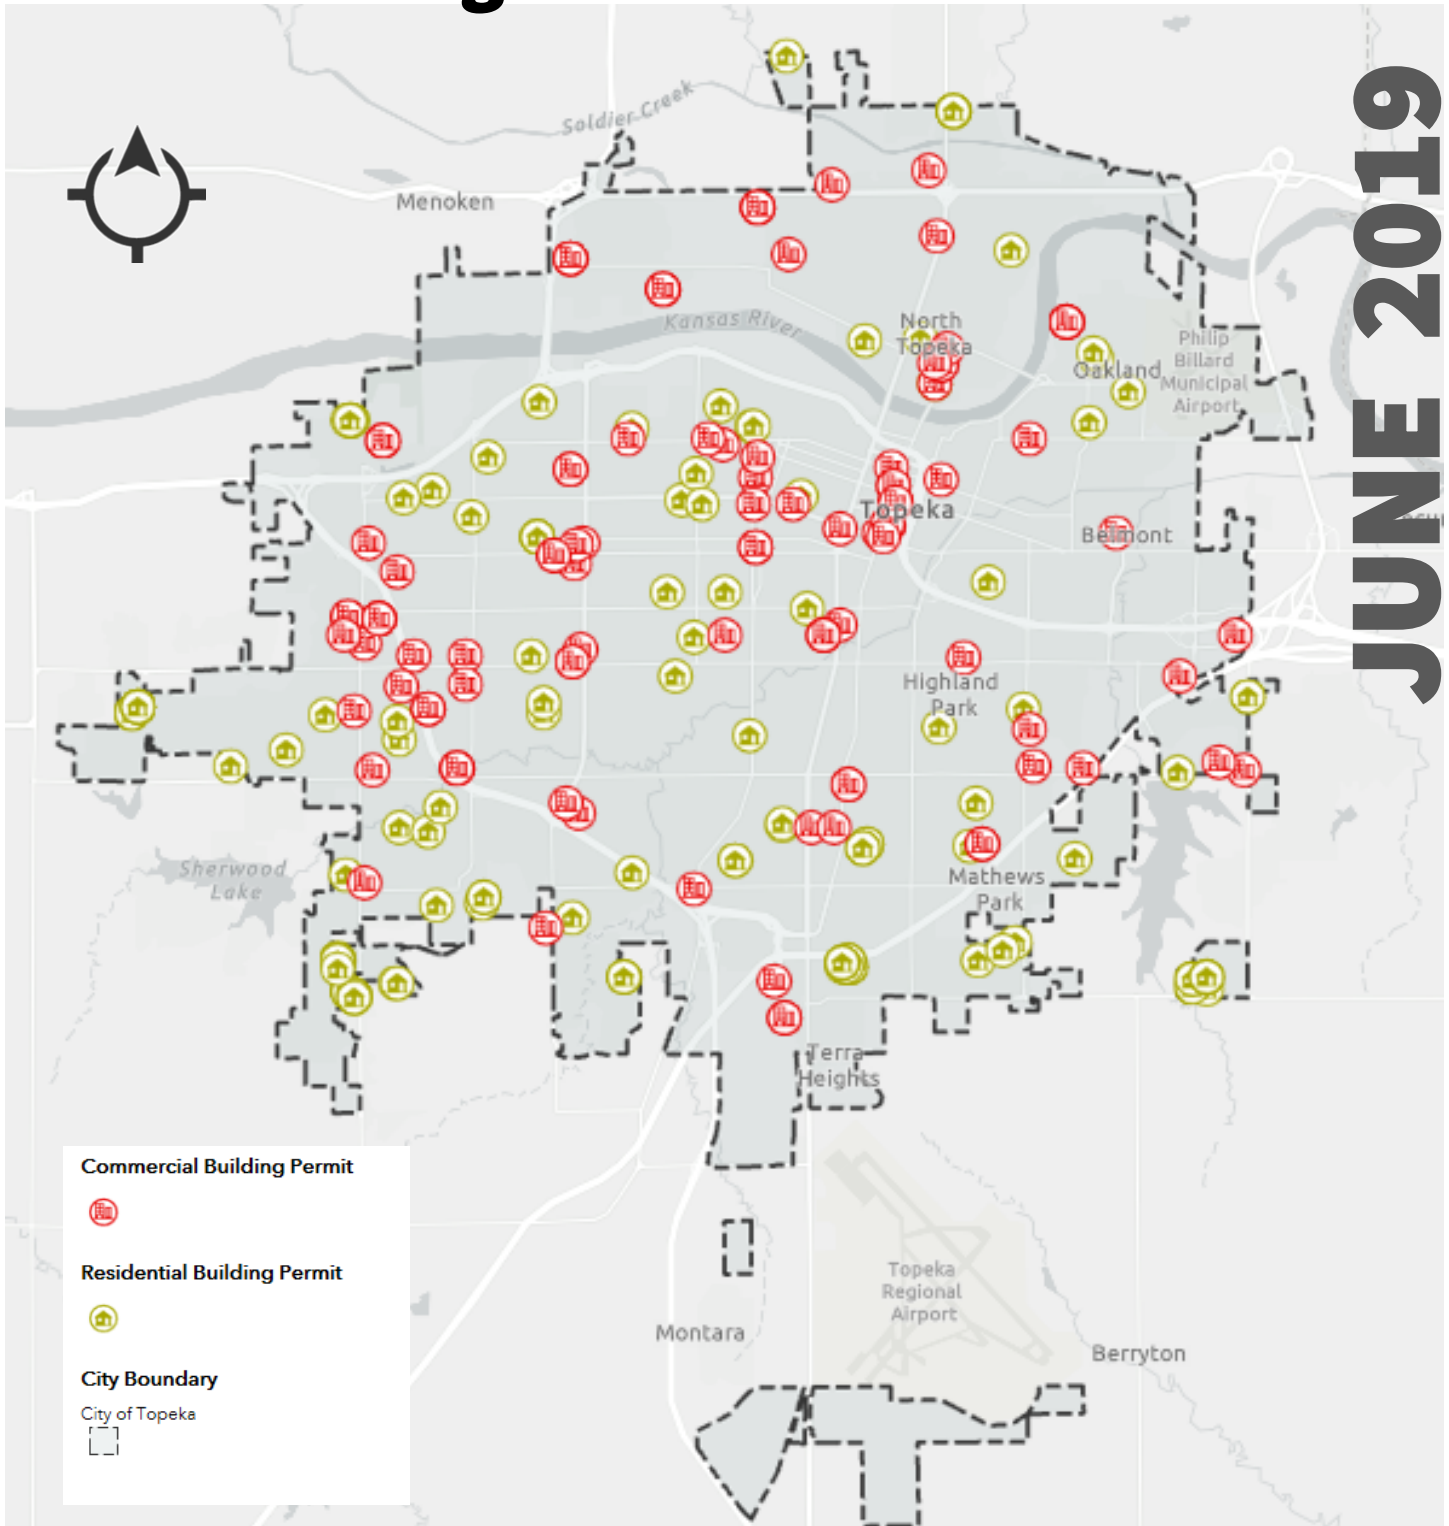 g
JUNE 2019
Soldier Creek
Menoken
Kansas River
North
Topeka
Oakland
Philip
Billard
Municipal
Airport
Topeka
Belmont
Highland
Park
Sherwood
Lake
Mathews
Park
Terra
Heights
Commercial Building Permit
Residential Building Permit
City Boundary
City of Topeka
Topeka
Regional
Airport
Montara
Berryton